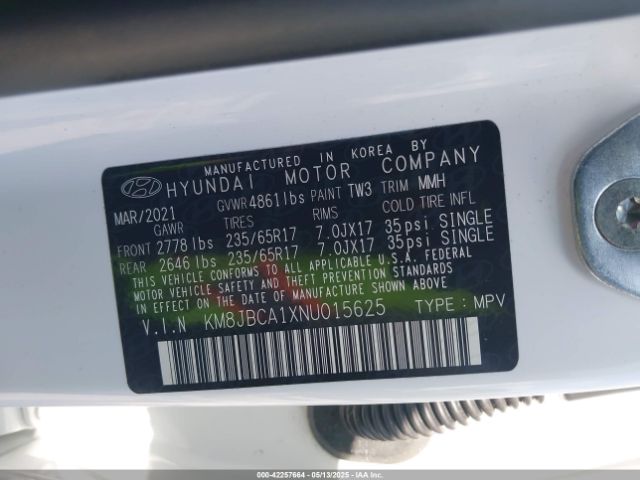 MANUFACTURED IN KOREA BY
HYUNDAI MOTOR COMPANY
MAR/2021 GVWR 4861 lbs PAINT TW3 TRIM MMH
GAWR TIRES RIMS COLD TIRE INFL
FRONT 2778 lbs 235/65R17 7.0JX17 35psi SINGLE
REAR 2646 lbs 235/65R17 7.0JX17 35psi SINGLE
THIS VEHICLE CONFORMS TO ALL APPLICABLE U.S.A. FEDERAL
MOTOR VEHICLE SAFETY AND THEFT PREVENTION STANDARDS
IN EFFECT ON THE DATE OF MANUFACTURE SHOWN ABOVE.
V.I.N KM8JBCA1XNU015625 TYPE : MPV
000-42257664 - 05/13/2025 - IAA Inc.